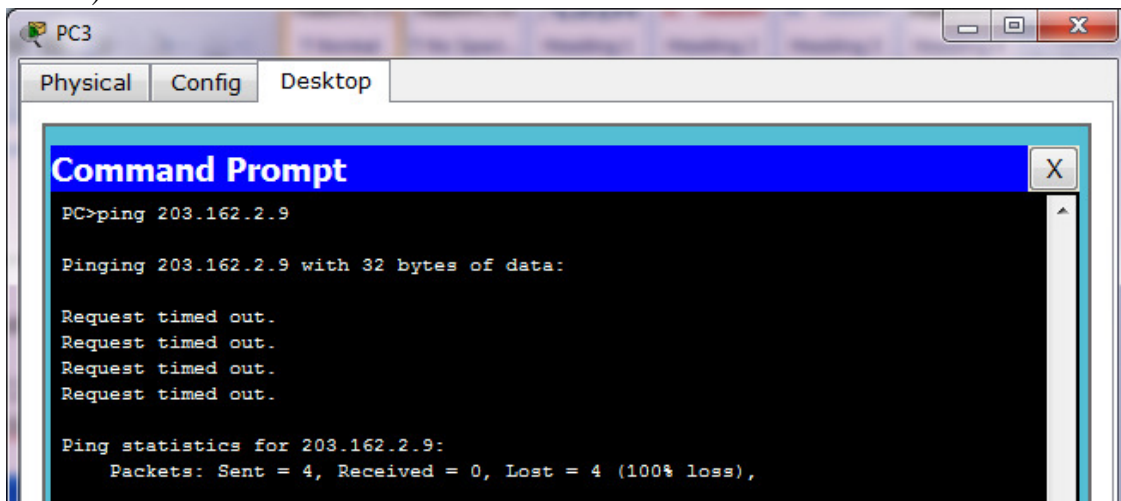 PC3
X
Physical Config Desktop
Command Prompt
X
PC>ping 203.162.2.9
Pinging 203.162.2.9 with 32 bytes of data:
Request timed out.
Request timed out.
Request timed out.
Request timed out.
Ping statistics for 203.162.2.9:
Packets: Sent = 4, Received = 0, Lost = 4 (100% loss),